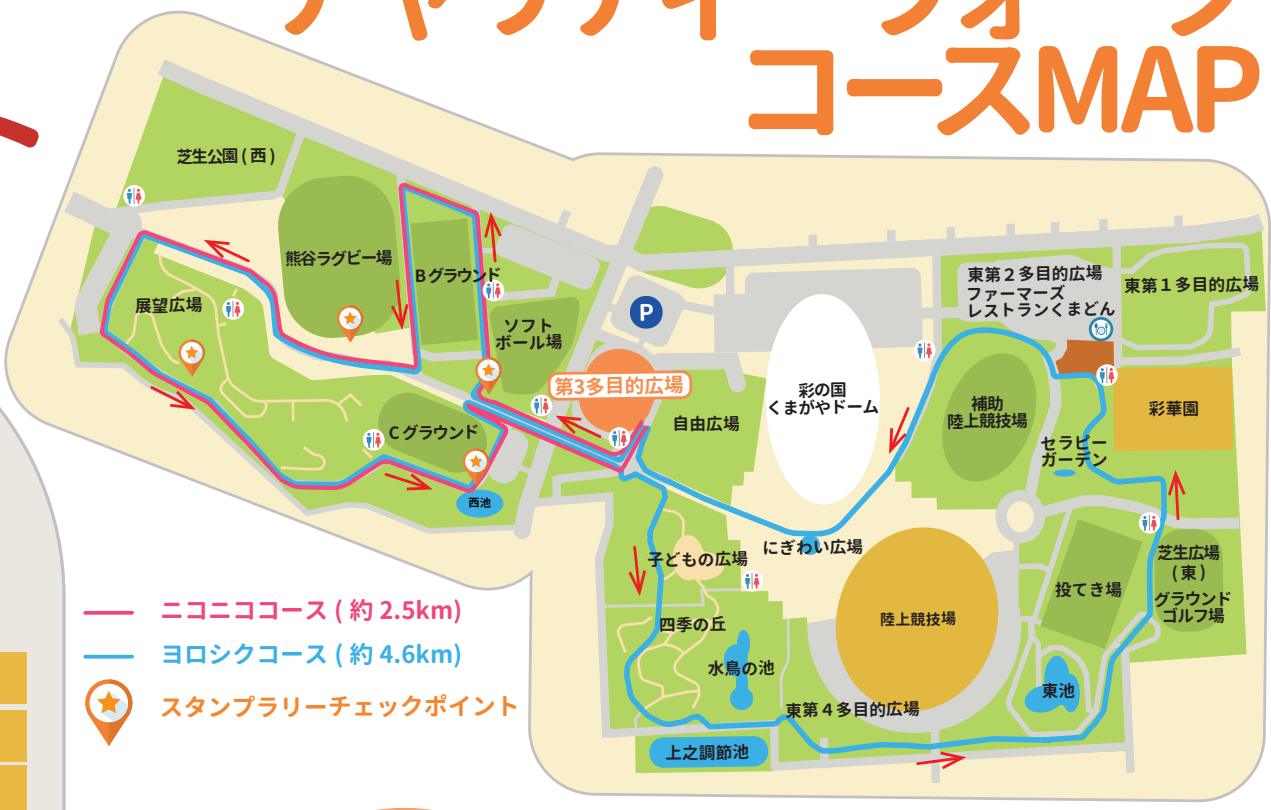 チャリティーウォーク
コースMAP
芝生公園(西)
熊谷ラグビー場
Bグラウンド
展望広場
ソフト
ボール場
P
第3多目的広場
自由広場
Cグラウンド
西池
彩の国
くまがやドーム
東第2多目的広場
ファーマーズ
レストランくまどん
東第1多目的広場
補助
陸上競技場
彩華園
セラピー
ガーデン
にぎわい広場
子どもの広場
四季の丘
水鳥の池
陸上競技場
投てき場
芝生広場
(東)
グラウンド
ゴルフ場
東池
東第4多目的広場
上之調節池
ニコニココース(約2.5km)
ヨロシクコース(約4.6km)
スタンプラリーチェックポイント